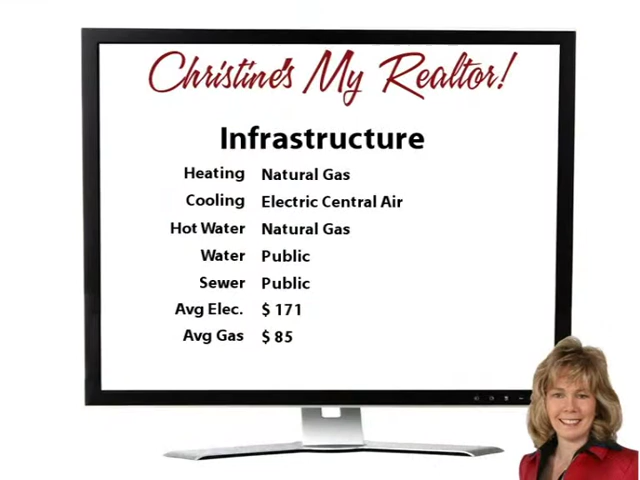 Christine's My Realtor!
Infrastructure
Heating Natural Gas
Cooling Electric Central Air
Hot Water Natural Gas
Water Public
Sewer Public
Avg Elec. $ 171
Avg Gas $ 85